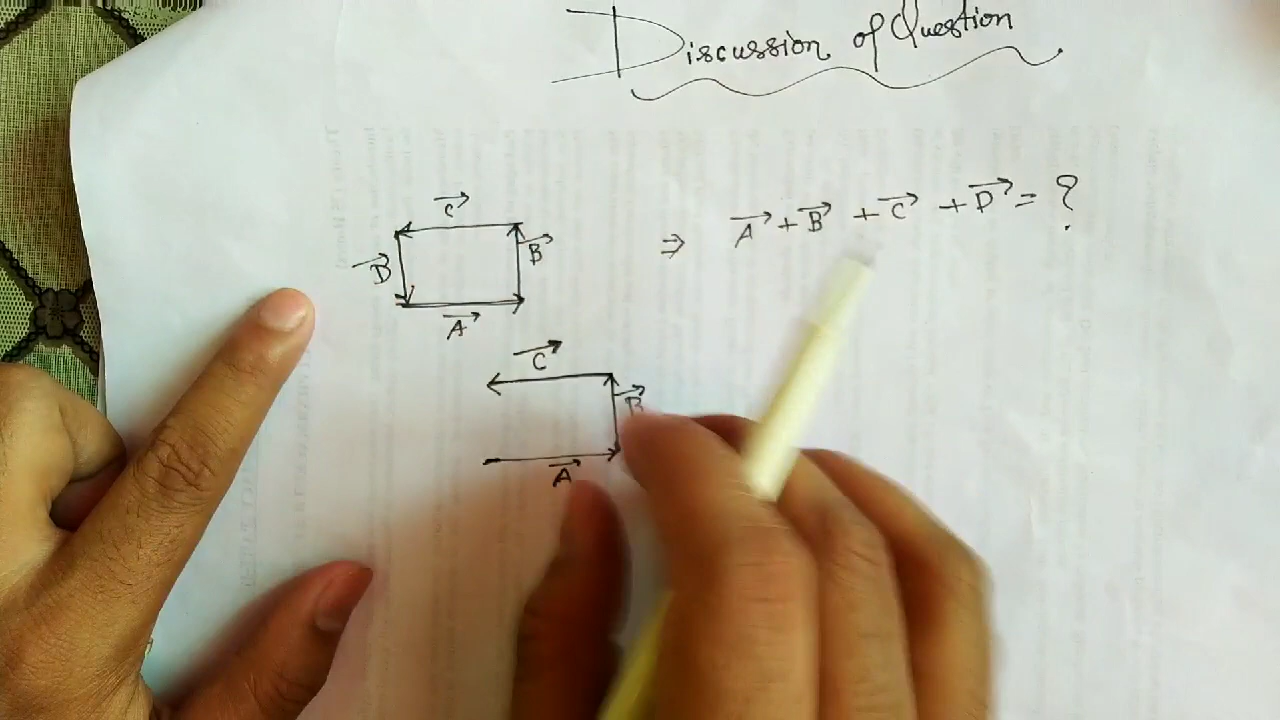 Discussion of Question
C⃗
D⃗ B⃗ ⇒ A⃗ + B⃗ + C⃗ + D⃗ = ?
A⃗
C⃗
B⃗
A⃗